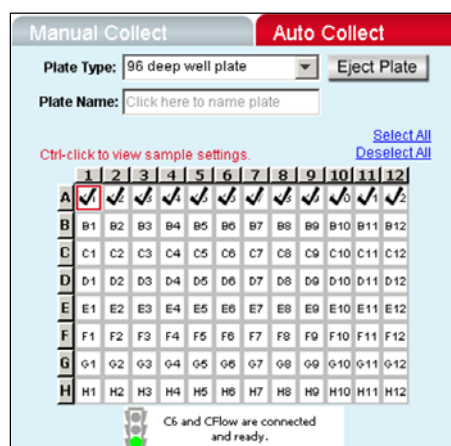 Manual Collect Auto Collect
Plate Type: 96 deep well plate Eject Plate
Plate Name: Click here to name plate
Select All
Ctrl-click to view sample settings. Deselect All
1 2 3 4 5 6 7 8 9 10 11 12
A
B B1 B2 B3 B4 B5 B6 B7 B8 B9 B10 B11 B12
C C1 C2 C3 C4 C5 C6 C7 C8 C9 C10 C11 C12
D D1 D2 D3 D4 D5 D6 D7 D8 D9 D10 D11 D12
E E1 E2 E3 E4 E5 E6 E7 E8 E9 E10 E11 E12
F F1 F2 F3 F4 F5 F6 F7 F8 F9 F10 F11 F12
G G1 G2 G3 G4 G5 G6 G7 G8 G9 G10 G11 G12
H H1 H2 H3 H4 H5 H6 H7 H8 H9 H10 H11 H12
C6 and CFlow are connected
and ready.